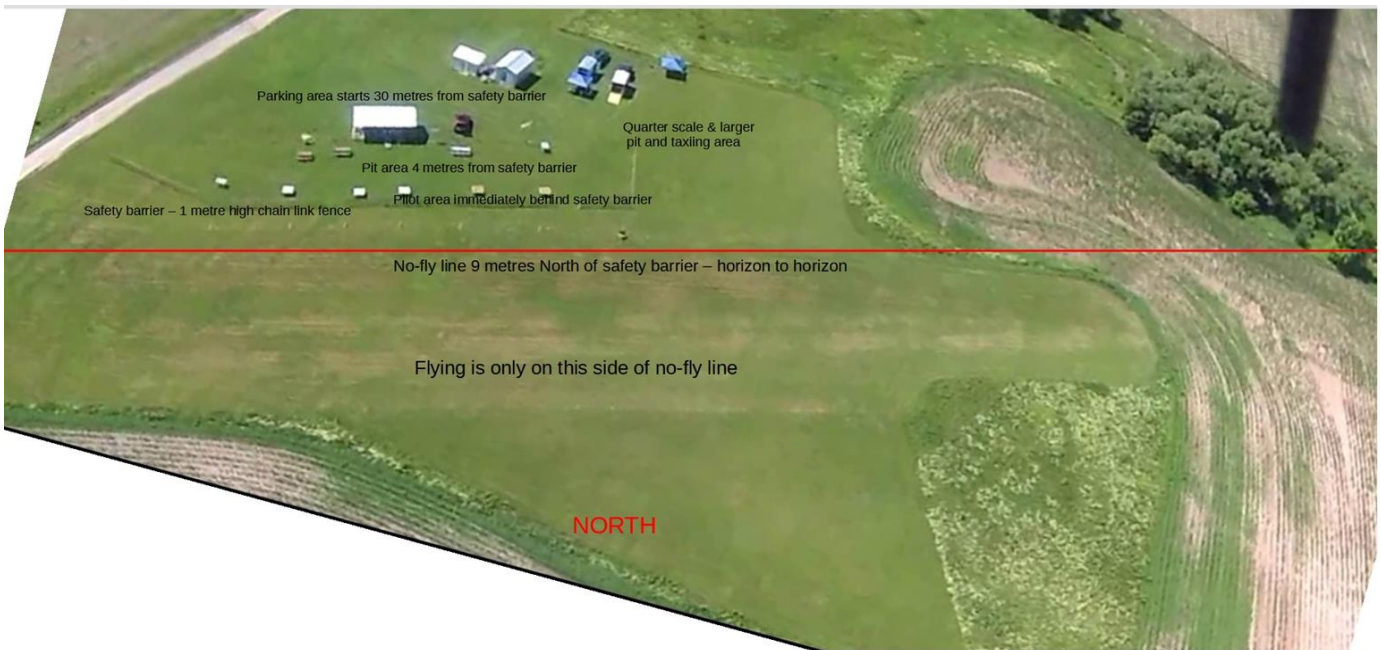 Parking area starts 30 metres from safety barrier
Quarter scale & larger
pit and taxiing area
Pit area 4 metres from safety barrier
Pilot area immediately behind safety barrier
Safety barrier – 1 metre high chain link fence
No-fly line 9 metres North of safety barrier – horizon to horizon
Flying is only on this side of no-fly line
NORTH